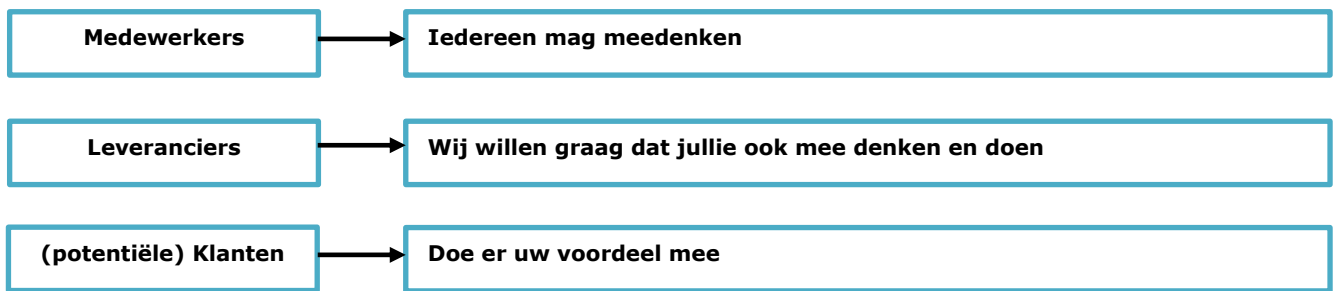 Medewerkers
Iedereen mag meedenken
Leveranciers
Wij willen graag dat jullie ook mee denken en doen
(potentiële) Klanten
Doe er uw voordeel mee